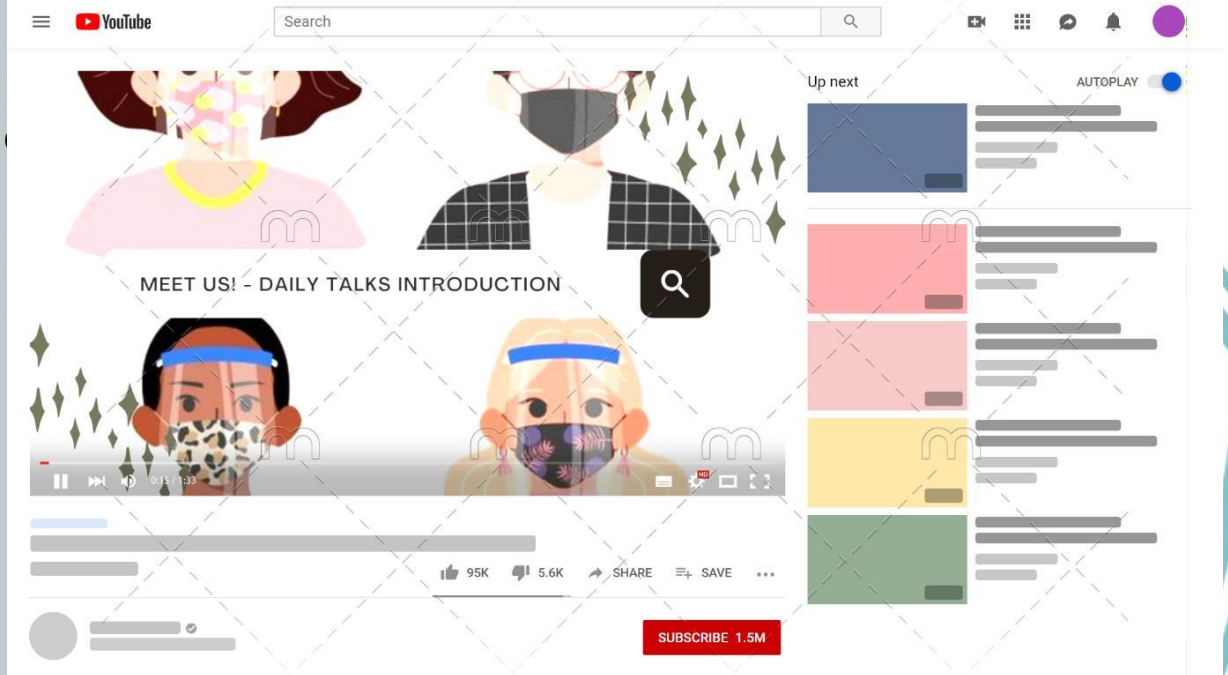 YouTube
Search
Up next
AUTOPLAY
MEET US! - DAILY TALKS INTRODUCTION
0:15 / 1:33
HD
95K
5.6K
SHARE
SAVE
SUBSCRIBE 1.5M